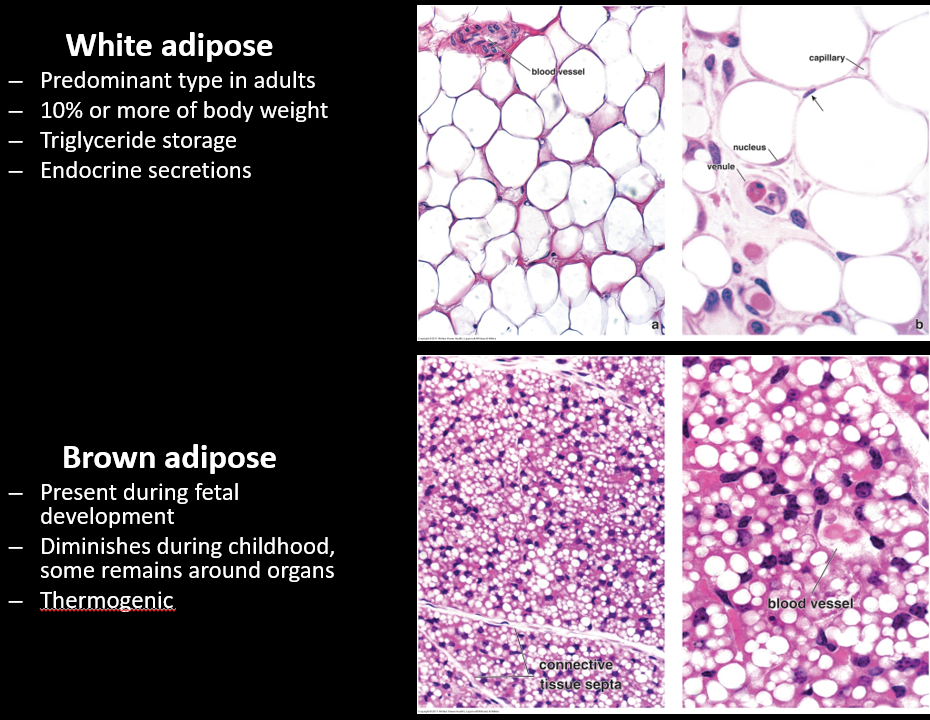 White adipose
– Predominant type in adults
– 10% or more of body weight
– Triglyceride storage
– Endocrine secretions
blood vessel
a
capillary
nucleus
venule
b
Brown adipose
– Present during fetal
development
– Diminishes during childhood,
some remains around organs
– Thermogenic
connective
tissue septa
blood vessel